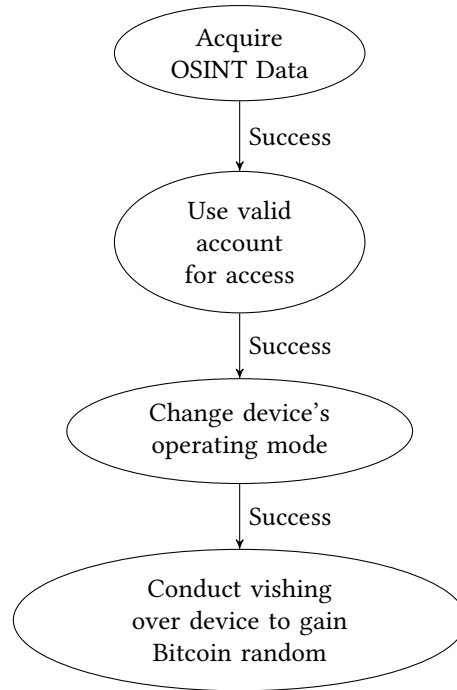 Acquire
OSINT Data
Success
Use valid
account
for access
Success
Change device's
operating mode
Success
Conduct vishing
over device to gain
Bitcoin random